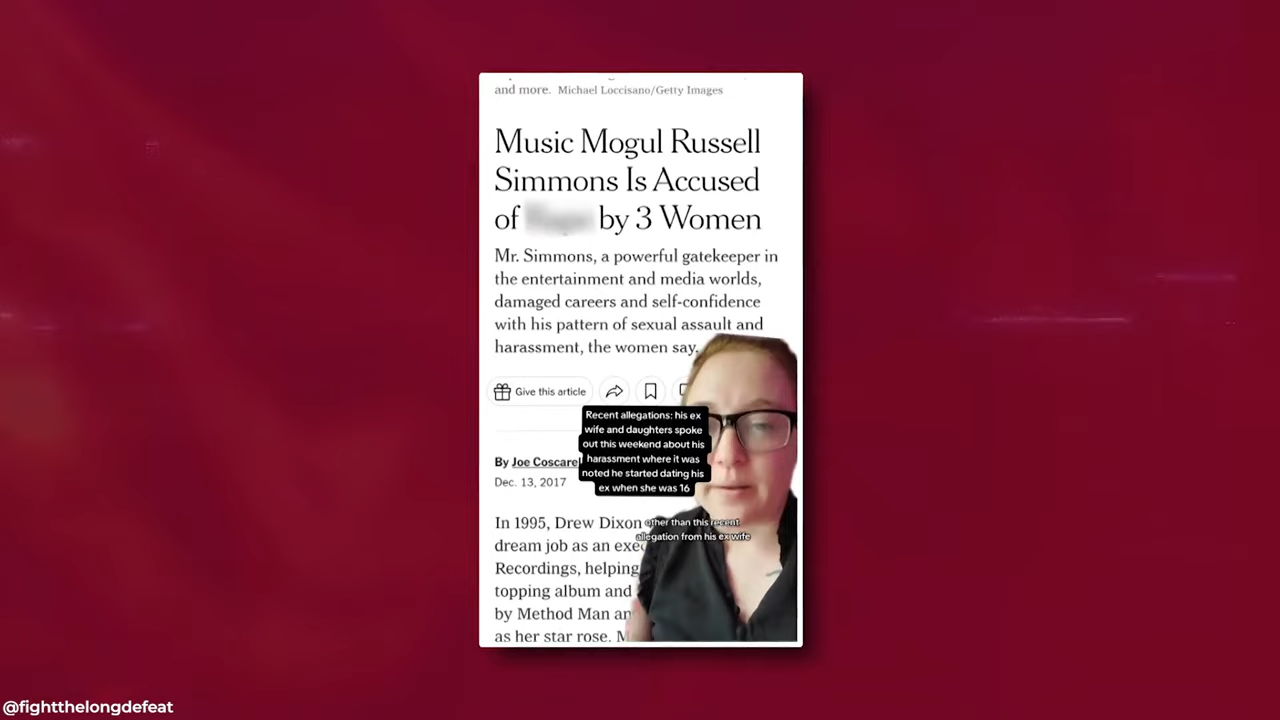 and more. Michael Loccisano/Getty Images
Music Mogul Russell
Simmons Is Accused
of by 3 Women
Mr. Simmons, a powerful gatekeeper in
the entertainment and media worlds,
damaged careers and self-confidence
with his pattern of sexual assault and
harassment, the women say.
Give this article
Recent allegations: his ex
wife and daughters spoke
out this weekend about his
harassment where it was
noted he started dating his
ex when she was 16
By Joe Coscarel
Dec. 13, 2017
other than this recent
allegation from his ex wife
In 1995, Drew Dixon
dream job as an exec
Recordings, helping
topping album and
by Method Man an
as her star rose. M
@fightthelongdefeat